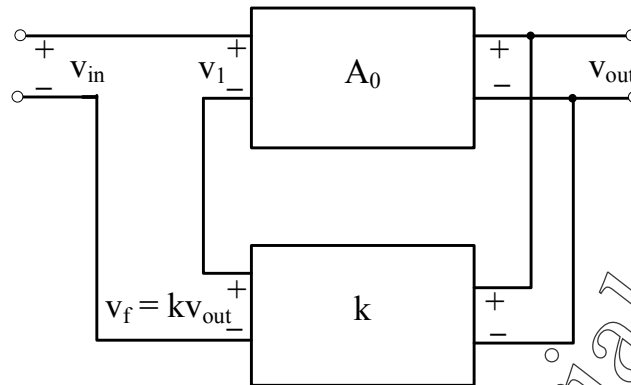 + + +
v_in v_1 A_0 v_out
− − −
+ +
v_f = kv_out k
− −